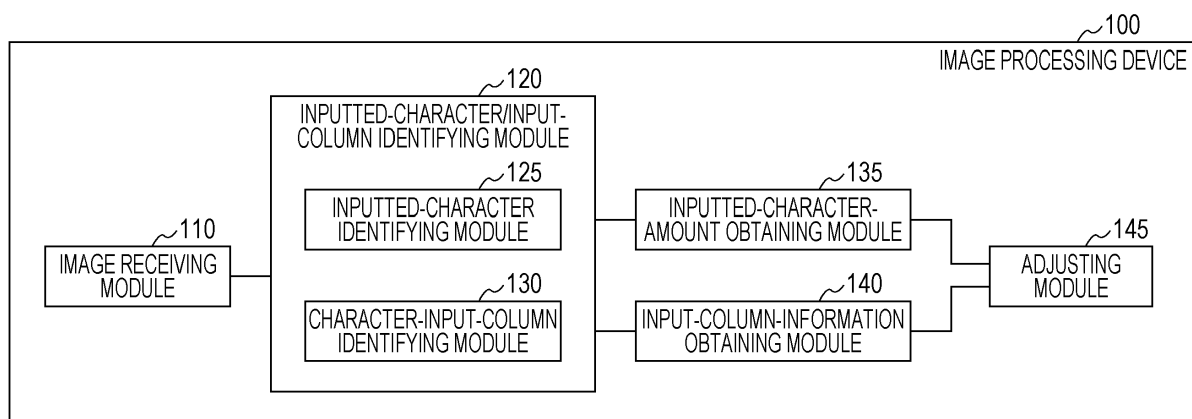 100
IMAGE PROCESSING DEVICE
120
INPUTTED-CHARACTER/INPUT-
COLUMN IDENTIFYING MODULE
125
INPUTTED-CHARACTER
IDENTIFYING MODULE
135
INPUTTED-CHARACTER-
AMOUNT OBTAINING MODULE
110
IMAGE RECEIVING
MODULE
145
ADJUSTING
MODULE
130
CHARACTER-INPUT-COLUMN
IDENTIFYING MODULE
140
INPUT-COLUMN-INFORMATION
OBTAINING MODULE